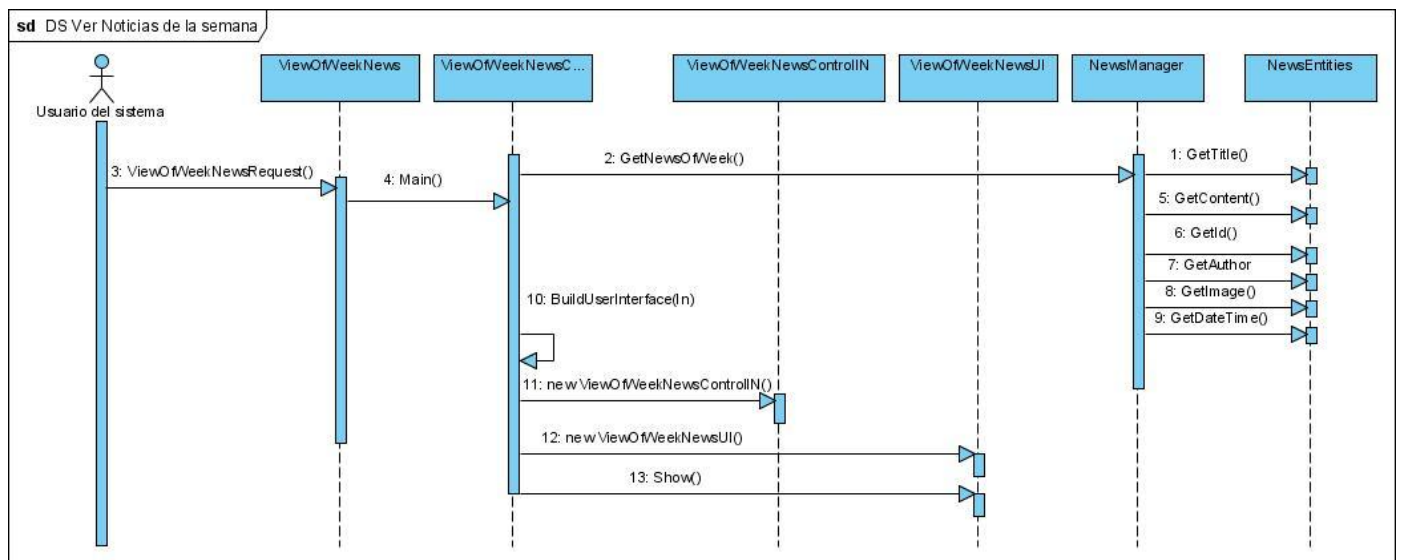 sd DS Ver Noticias de la semana
ViewOfWeekNews
ViewOfWeekNewsC...
ViewOfWeekNewsControlIN
ViewOfWeekNewsUI
NewsManager
NewsEntities
Usuario del sistema
2: GetNewsOfWeek()
1: GetTitle()
3: ViewOfWeekNewsRequest()
4: Main()
5: GetContent()
6: GetId()
7: GetAuthor
8: GetImage()
9: GetDateTime()
10: BuildUserInterface(In)
11: new ViewOfWeekNewsControlIN()
12: new ViewOfWeekNewsUI()
13: Show()